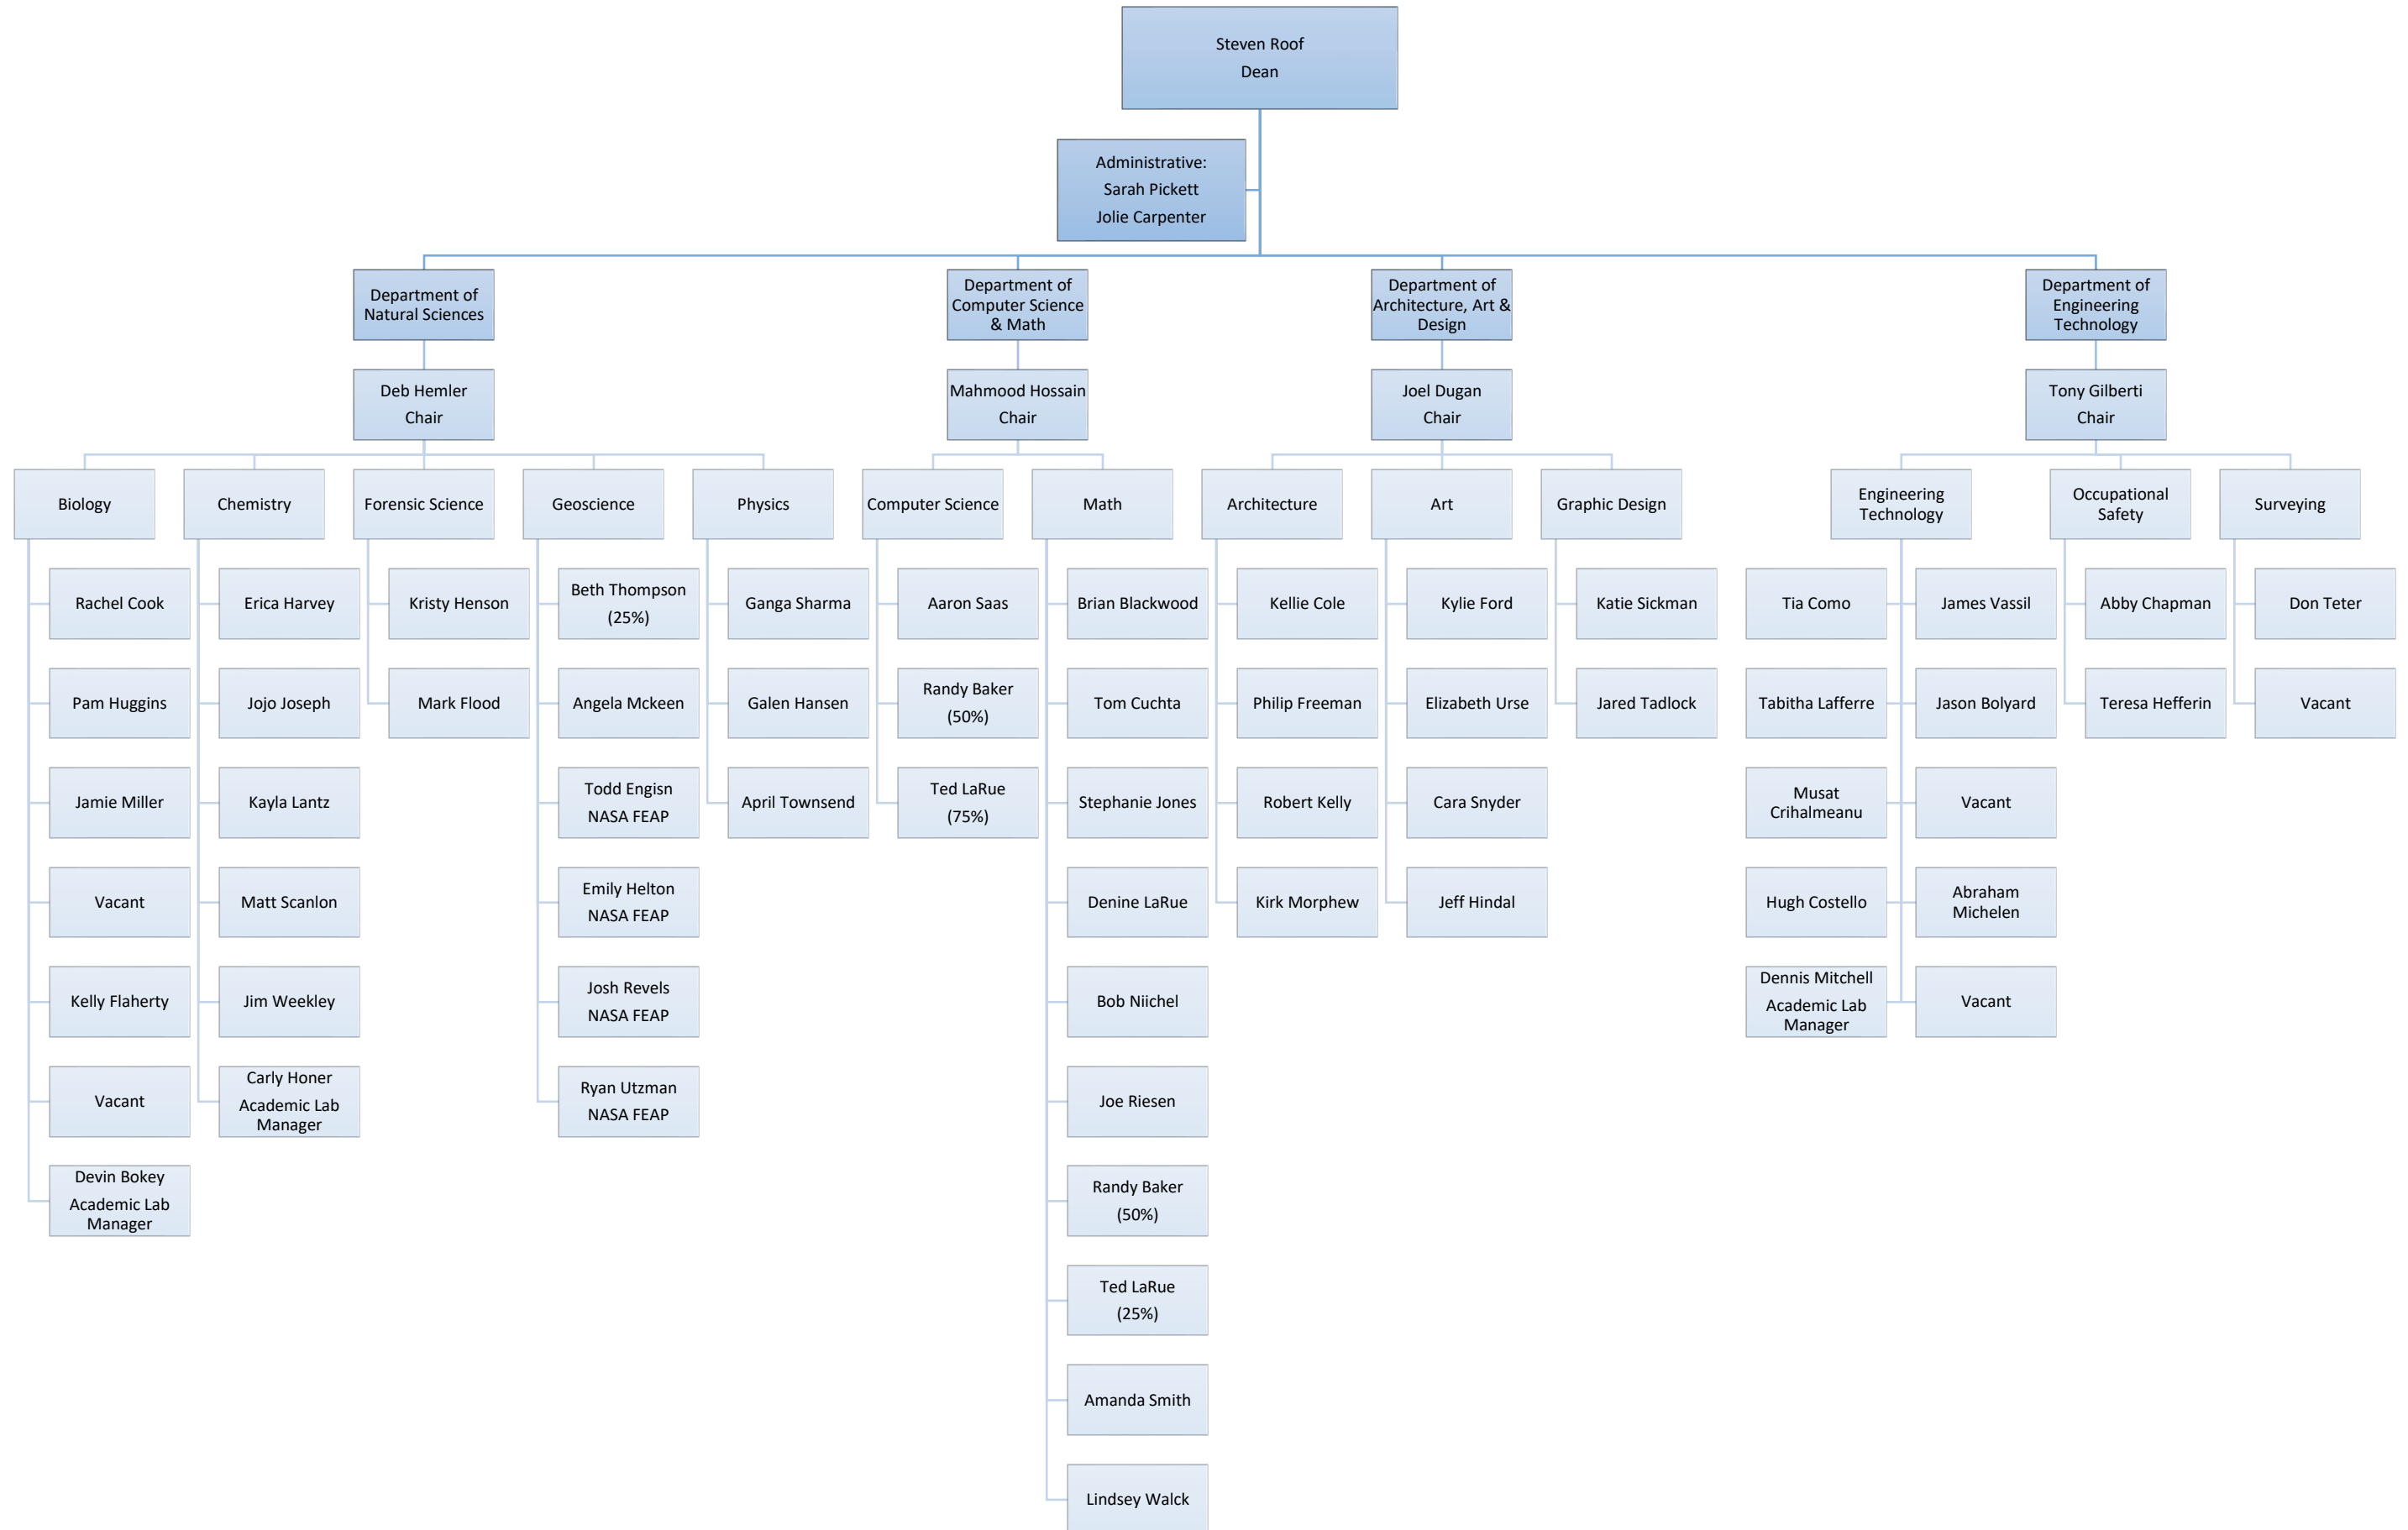 Steven Roof
Dean
Administrative:
Sarah Pickett
Jolie Carpenter
Department of
Natural Sciences
Deb Hemler
Chair
Biology
Rachel Cook
Pam Huggins
Jamie Miller
Vacant
Kelly Flaherty
Vacant
Devin Bokey
Academic Lab
Manager
Chemistry
Erica Harvey
Jojo Joseph
Kayla Lantz
Matt Scanlon
Jim Weekley
Carly Honer
Academic Lab
Manager
Forensic Science
Kristy Henson
Mark Flood
Geoscience
Beth Thompson
(25%)
Angela Mckeen
Todd Engisn
NASA FEAP
Emily Helton
NASA FEAP
Josh Revels
NASA FEAP
Ryan Utzman
NASA FEAP
Physics
Ganga Sharma
Galen Hansen
April Townsend
Department of
Computer Science
& Math
Mahmood Hossain
Chair
Computer Science
Aaron Saas
Randy Baker
(50%)
Ted LaRue
(75%)
Math
Brian Blackwood
Tom Cuchta
Stephanie Jones
Denine LaRue
Bob Niichel
Joe Riesen
Randy Baker
(50%)
Ted LaRue
(25%)
Amanda Smith
Lindsey Walck
Department of
Architecture, Art &
Design
Joel Dugan
Chair
Architecture
Kellie Cole
Philip Freeman
Robert Kelly
Kirk Morphew
Art
Kylie Ford
Elizabeth Urse
Cara Snyder
Jeff Hindal
Graphic Design
Katie Sickman
Jared Tadlock
Department of
Engineering
Technology
Tony Gilberti
Chair
Engineering
Technology
Tia Como
James Vassil
Tabitha Lafferre
Jason Bolyard
Musat
Crihalmeanu
Vacant
Hugh Costello
Abraham
Michelen
Dennis Mitchell
Academic Lab
Manager
Vacant
Occupational
Safety
Abby Chapman
Teresa Hefferin
Surveying
Don Teter
Vacant